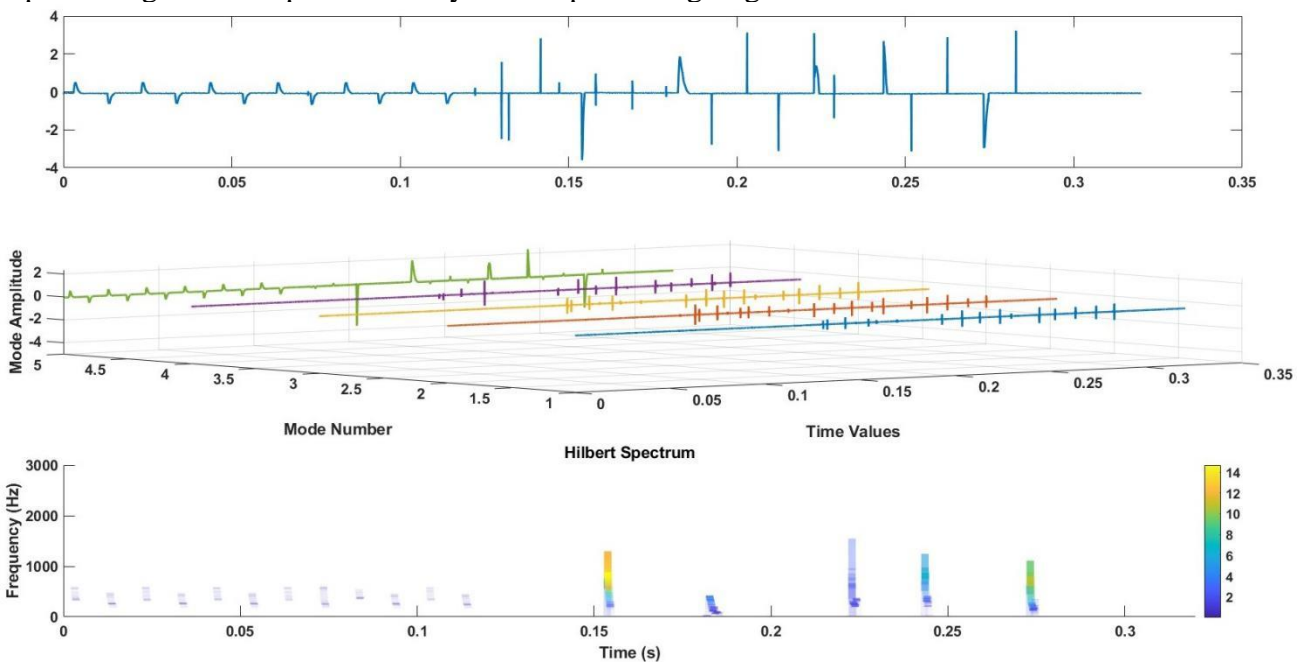 4
2
0
-2
-4
0 0.05 0.1 0.15 0.2 0.25 0.3 0.35
Mode Amplitude
2
0
-2
-4
5 4.5 4 3.5 3 2.5 2 1.5 1
0 0.05 0.1 0.15 0.2 0.25 0.3 0.35
Mode Number
Time Values
Hilbert Spectrum
Frequency (Hz)
3000
2000
1000
0
0 0.05 0.1 0.15 0.2 0.25 0.3
Time (s)
14
12
10
8
6
4
2